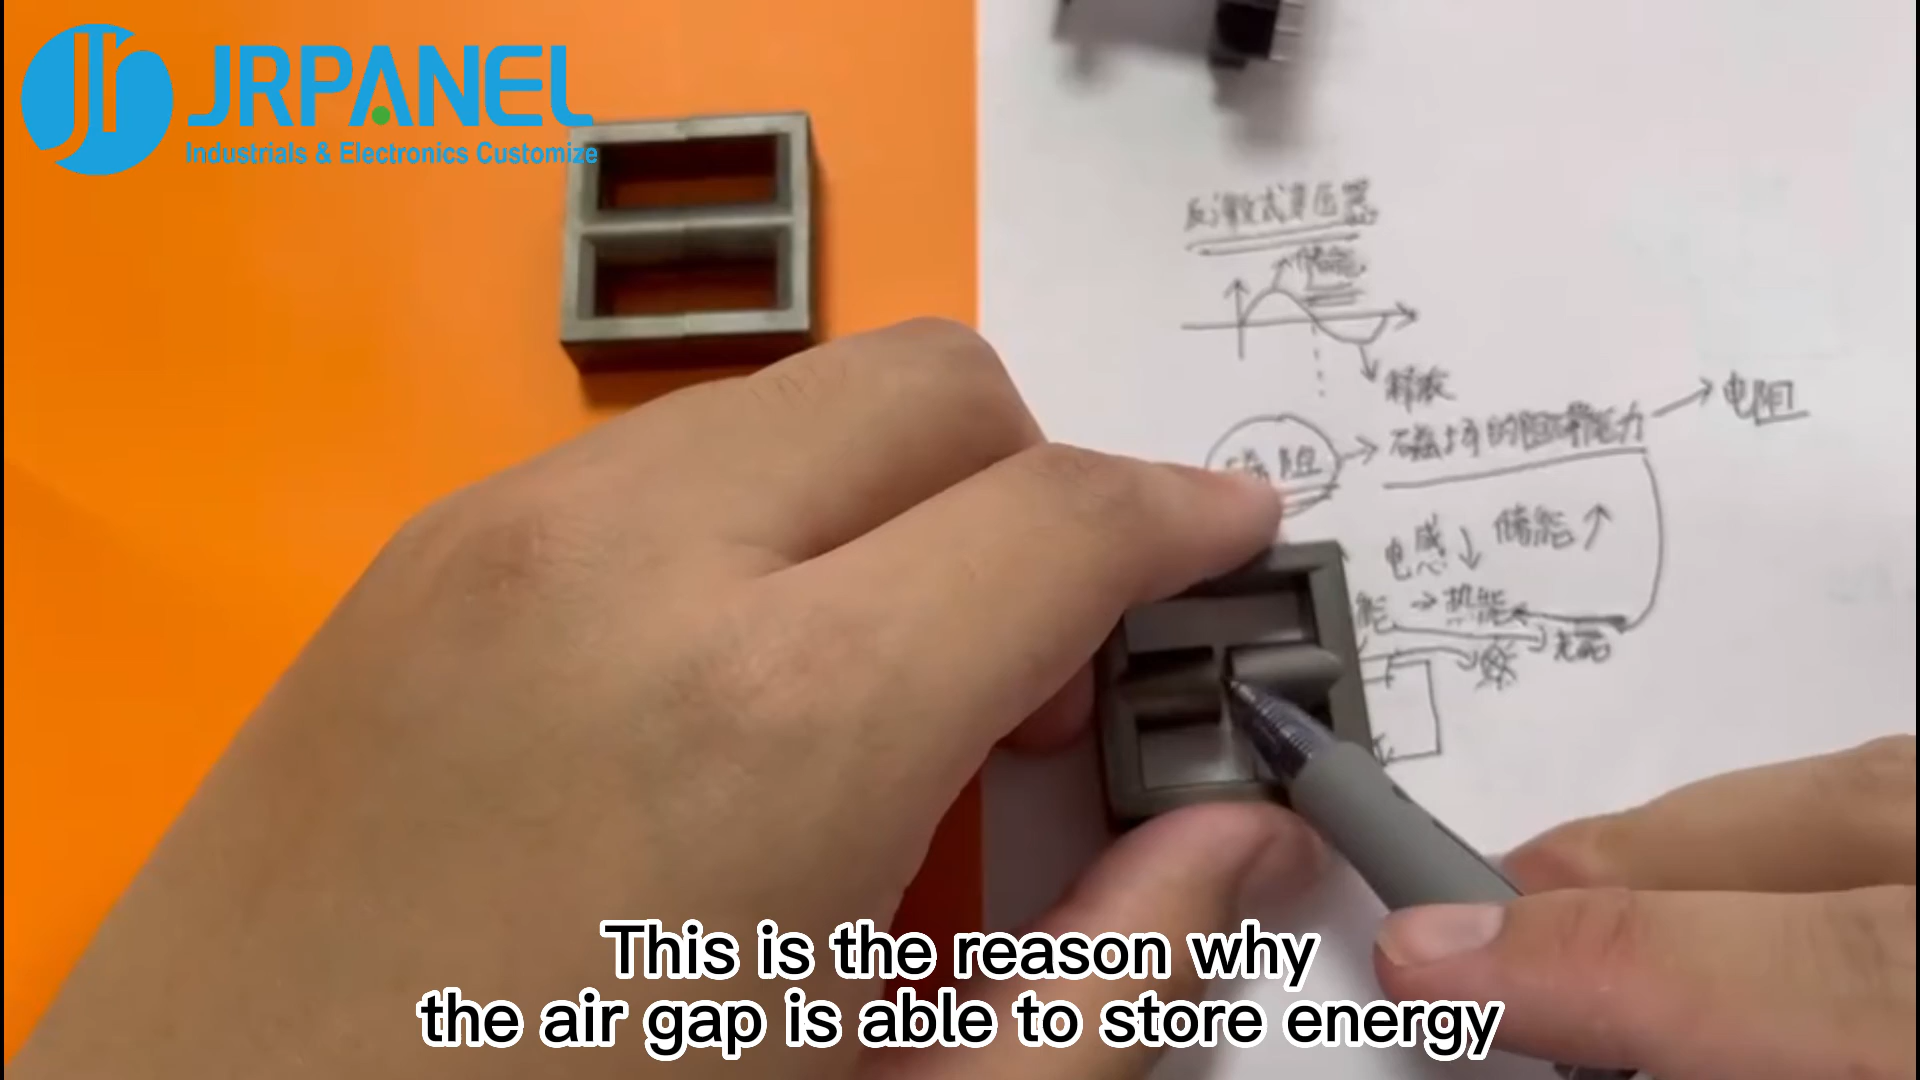 JRPANEL
Industrials & Electronics Customize
反激式变压器
储能
释放
磁阻 → 磁场的阻碍能力 → 电阻
电感↓ 储能↑
能 → 热能
This is the reason why
the air gap is able to store energy